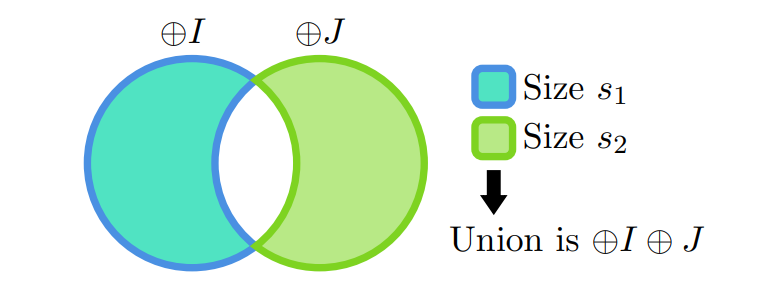 ⊕I
⊕J
Size s₁
Size s₂
Union is ⊕I ⊕ J